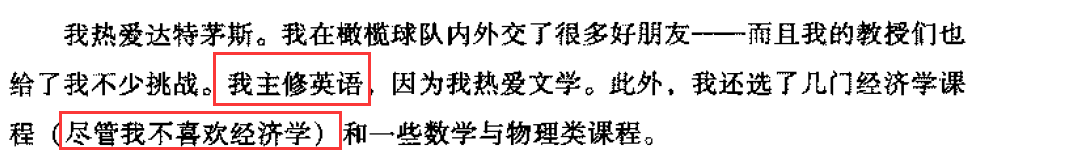 我热爱达特茅斯。我在橄榄球队内外交了很多好朋友——而且我的教授们也
给了我不少挑战。我主修英语，因为我热爱文学。此外，我还选了几门经济学课
程（尽管我不喜欢经济学）和一些数学与物理类课程。